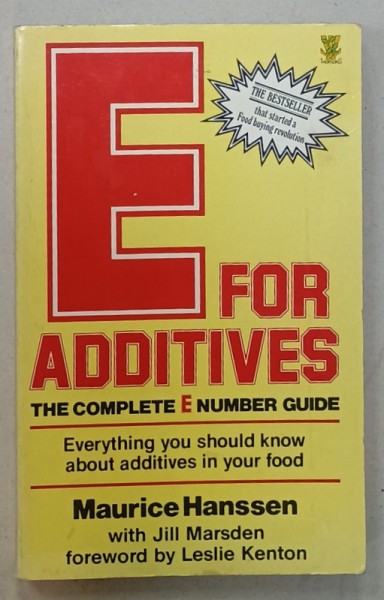 THORSONS
THE BESTSELLER
that started a
Food buying revolution
E FOR
ADDITIVES
THE COMPLETE E NUMBER GUIDE
Everything you should know
about additives in your food
Maurice Hanssen
with Jill Marsden
foreword by Leslie Kenton